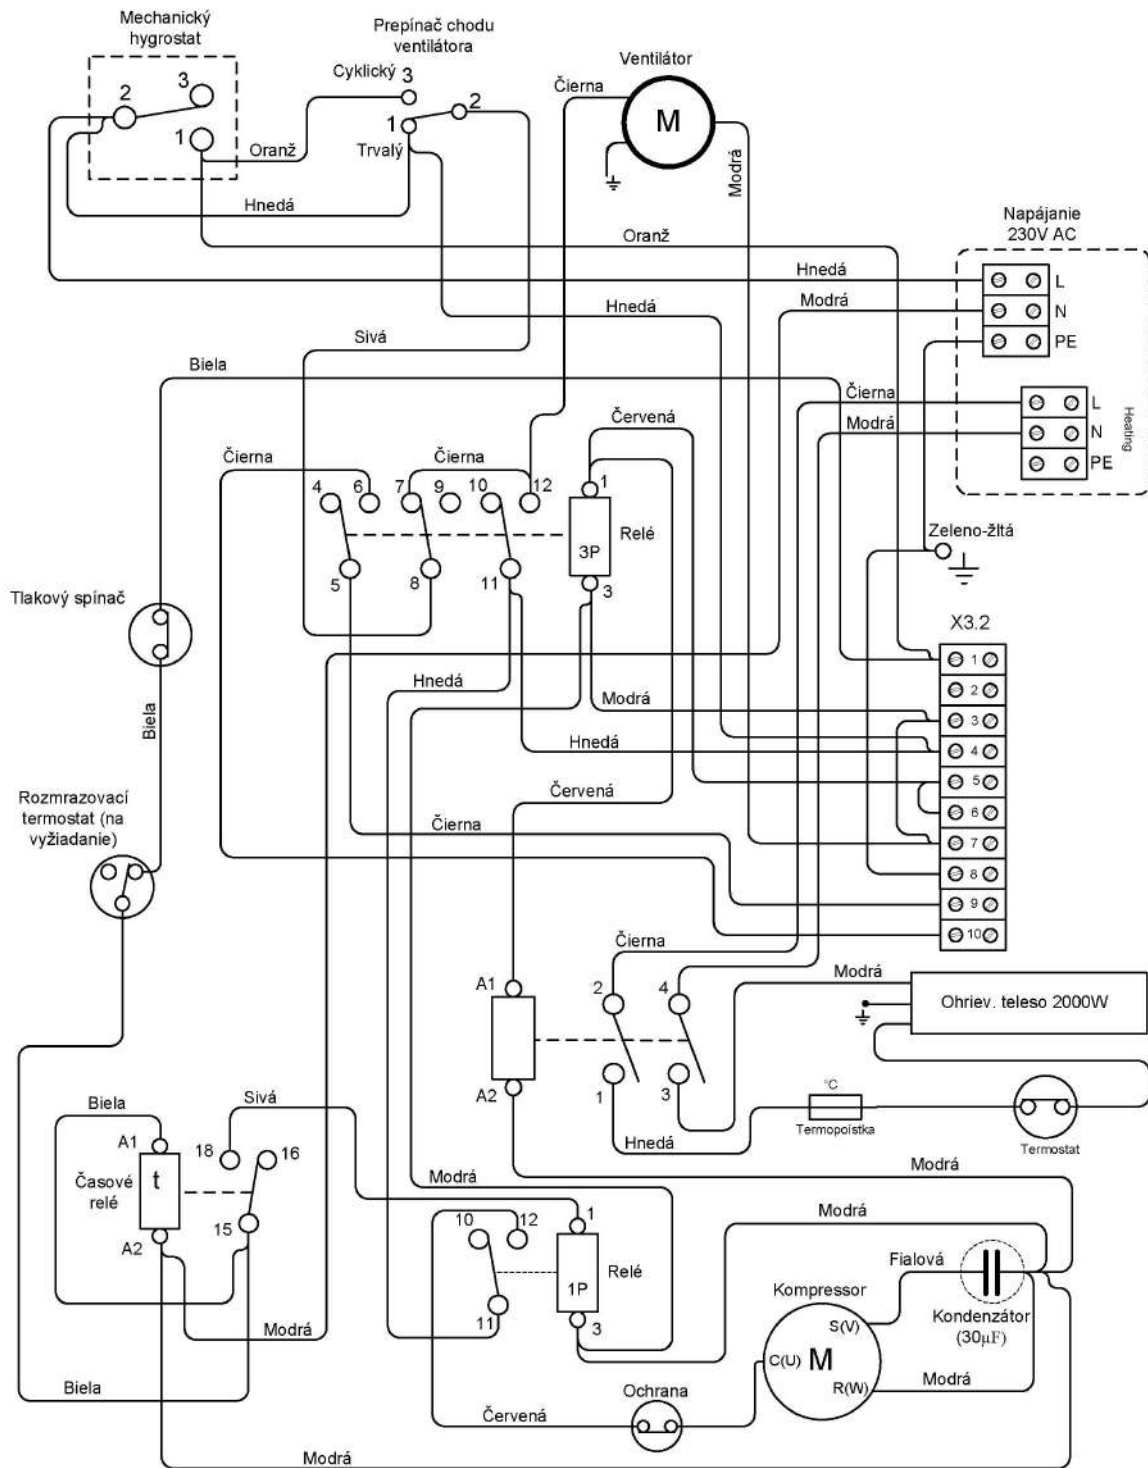 Mechanický
hygrostat
Prepínač chodu
ventilátora
Ventilátor
Cyklický 3
Čierna
3
2
2
M
1
1
Oranž
Trvalý
Modrá
Hnedá
Napájanie
230V AC
Oranž
Hnedá
L
Modrá
N
Hnedá
PE
Sivá
Biela
Čierna
L
Modrá
N
PE
Heating
Červená
Čierna
Čierna
4 6 7 9 10 12
1
Relé
3P
5 8 11 3
Zeleno-žltá
Tlakový spínač
X3.2
1
Hnedá
2
Modrá
3
Biela
Hnedá
4
Červená
5
6
Rozmrazovací
termostat (na
vyžiadanie)
Čierna
7
8
9
10
Čierna
Modrá
A1
2
4
Ohriev. teleso 2000W
A2
1
3
°C
Termopoistka
Termostat
Hnedá
Biela
Sivá
A1
18
16
t
Časové
relé
15
A2
Modrá
Modrá
Modrá
10
12
1
Relé
1P
11
3
Fialová
Kompressor
Kondenzátor
(30µF)
S(V)
C(U)
M
R(W)
Modrá
Modrá
Biela
Ochrana
Červená
Modrá